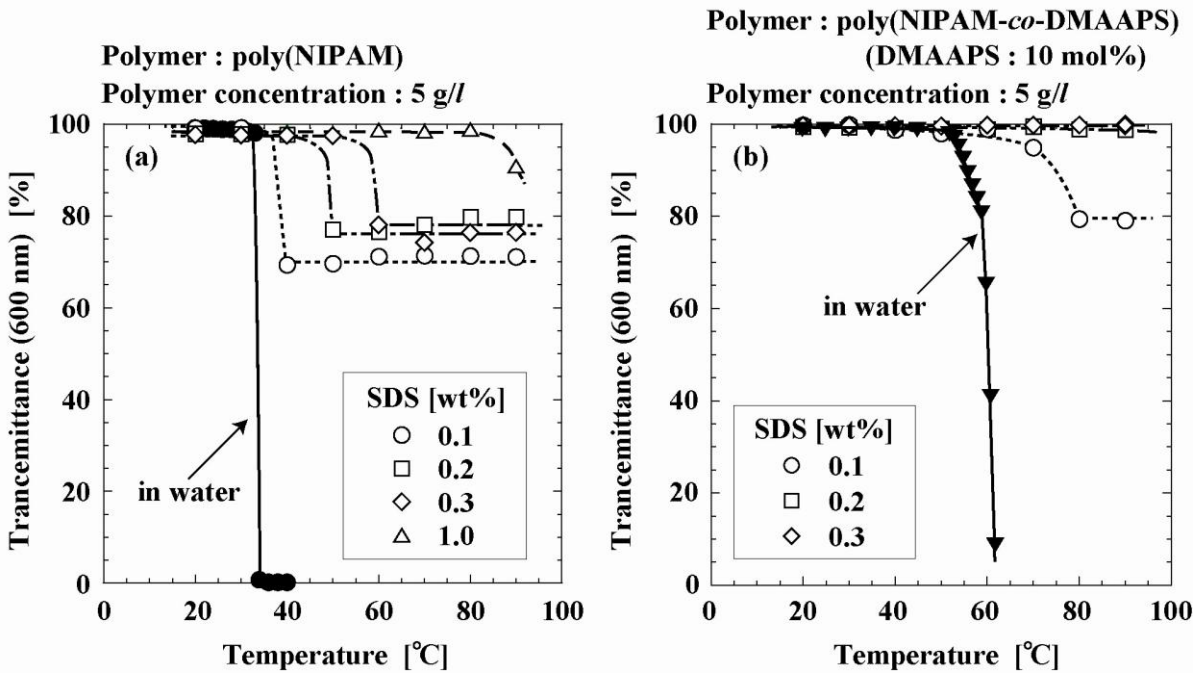 Polymer : poly(NIPAM)
Polymer concentration : 5 g/l
(a)
100
80
60
40
20
0
Trancemittance (600 nm) [%]
in water
SDS [wt%]
0.1
0.2
0.3
1.0
0 20 40 60 80 100
Temperature [°C]
Polymer : poly(NIPAM-co-DMAAPS)
(DMAAPS : 10 mol%)
Polymer concentration : 5 g/l
(b)
100
80
60
40
20
0
Trancemittance (600 nm) [%]
in water
SDS [wt%]
0.1
0.2
0.3
0 20 40 60 80 100
Temperature [°C]